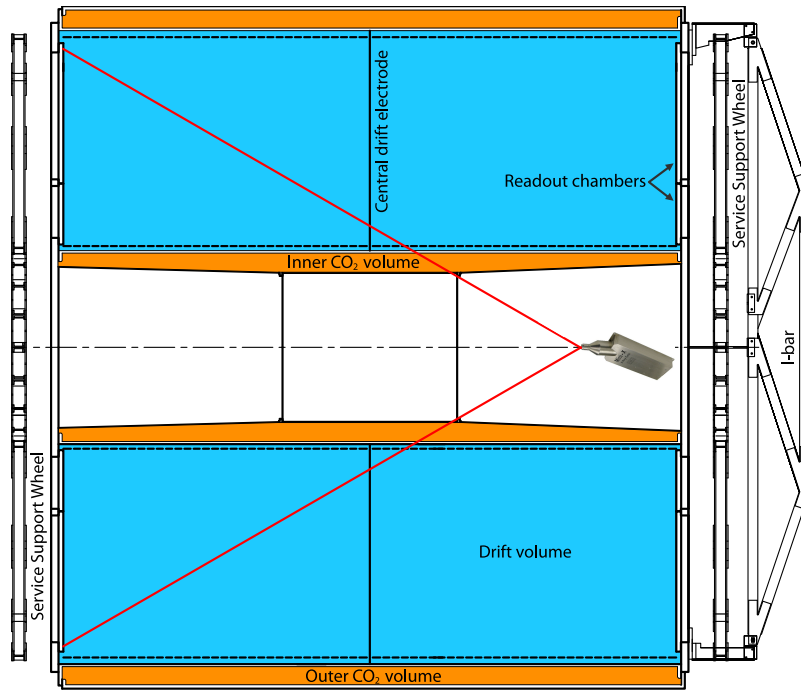 Central drift electrode
Service Support Wheel
Readout chambers
Inner CO₂ volume
I-bar
Service Support Wheel
Drift volume
Outer CO₂ volume